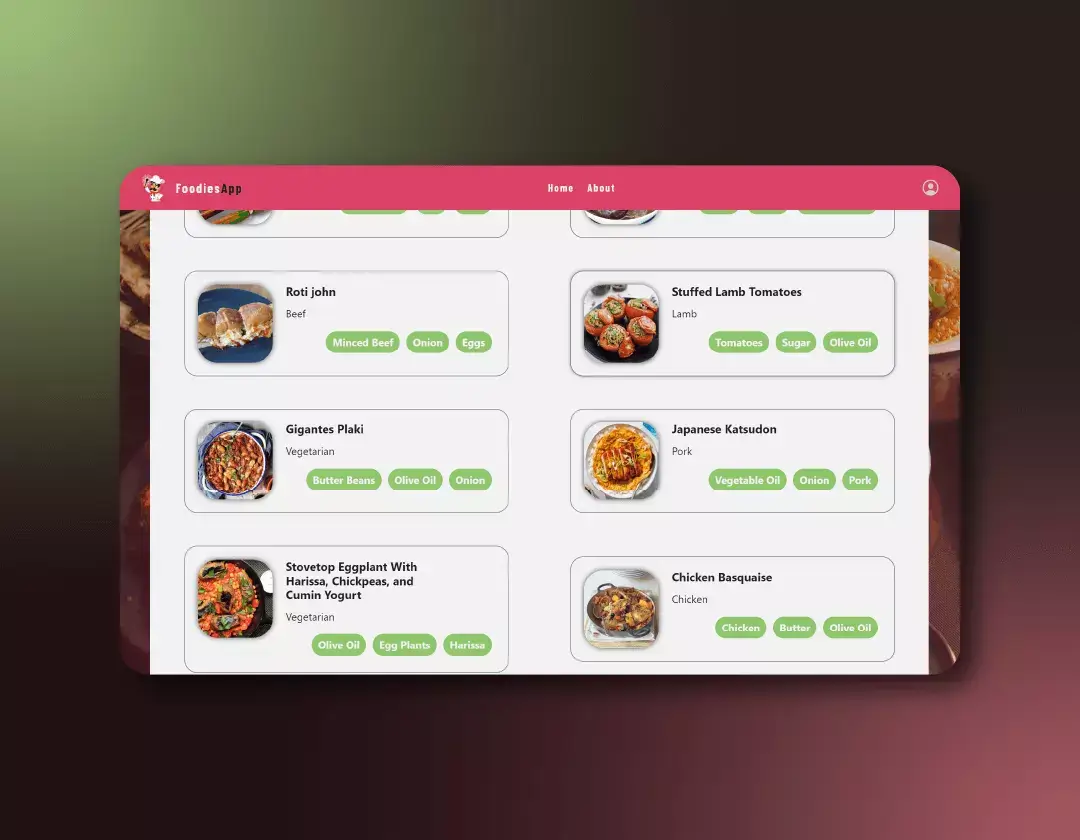 FoodiesApp
Home About
Roti john
Beef
Minced Beef Onion Eggs
Stuffed Lamb Tomatoes
Lamb
Tomatoes Sugar Olive Oil
Gigantes Plaki
Vegetarian
Butter Beans Olive Oil Onion
Japanese Katsudon
Pork
Vegetable Oil Onion Pork
Stovetop Eggplant With
Harissa, Chickpeas, and
Cumin Yogurt
Vegetarian
Olive Oil Egg Plants Harissa
Chicken Basquaise
Chicken
Chicken Butter Olive Oil